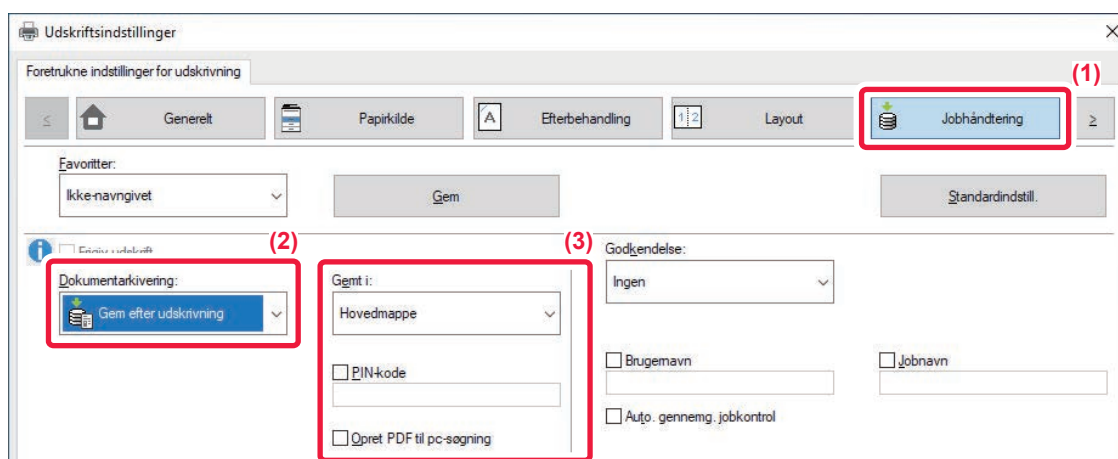 Udskriftsindstillinger
Foretrukne indstillinger for udskrivning
(1)
<
Generelt
Papirkilde
A
Efterbehandling
1 2
Layout
Jobhåndtering
>
Favoritter:
Ikke-navngivet
Gem
Standardindstill.
Frigiv udskrift
(2)
(3)
Dokumentarkivering:
Gem efter udskrivning
Gemt i:
Hovedmappe
PIN-kode
Opret PDF til pc-søgning
Godkendelse:
Ingen
Brugernavn
Jobnavn
Auto. gennemg. jobkontrol